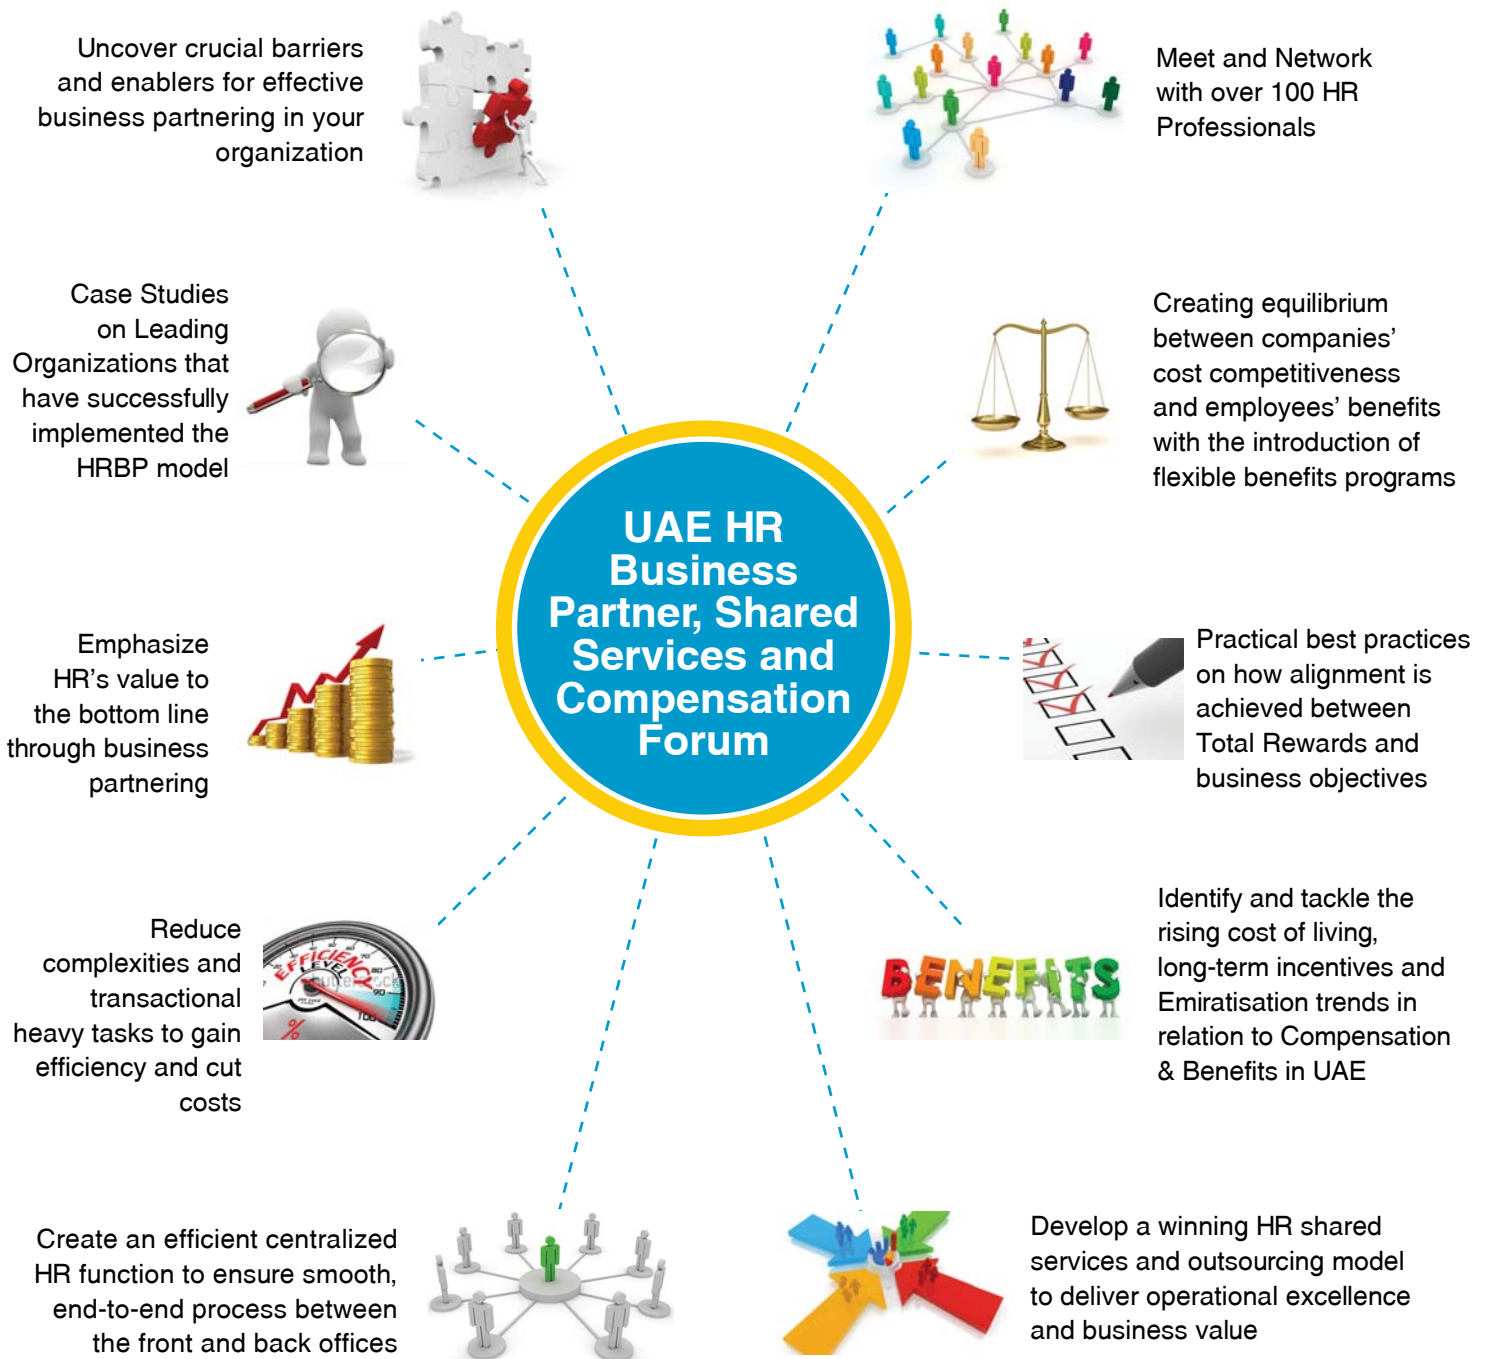 Uncover crucial barriers
and enablers for effective
business partnering in your
organization
Meet and Network
with over 100 HR
Professionals
Case Studies
on Leading
Organizations that
have successfully
implemented the
HRBP model
Creating equilibrium
between companies’
cost competitiveness
and employees’ benefits
with the introduction of
flexible benefits programs
UAE HR
Business
Partner, Shared
Services and
Compensation
Forum
Emphasize
HR’s value to
the bottom line
through business
partnering
Practical best practices
on how alignment is
achieved between
Total Rewards and
business objectives
Reduce
complexities and
transactional
heavy tasks to gain
efficiency and cut
costs
EFFICIENCY
LEVEL
70
80
90
100
%
BENEFITS
Identify and tackle the
rising cost of living,
long-term incentives and
Emiratisation trends in
relation to Compensation
& Benefits in UAE
Create an efficient centralized
HR function to ensure smooth,
end-to-end process between
the front and back offices
Develop a winning HR shared
services and outsourcing model
to deliver operational excellence
and business value